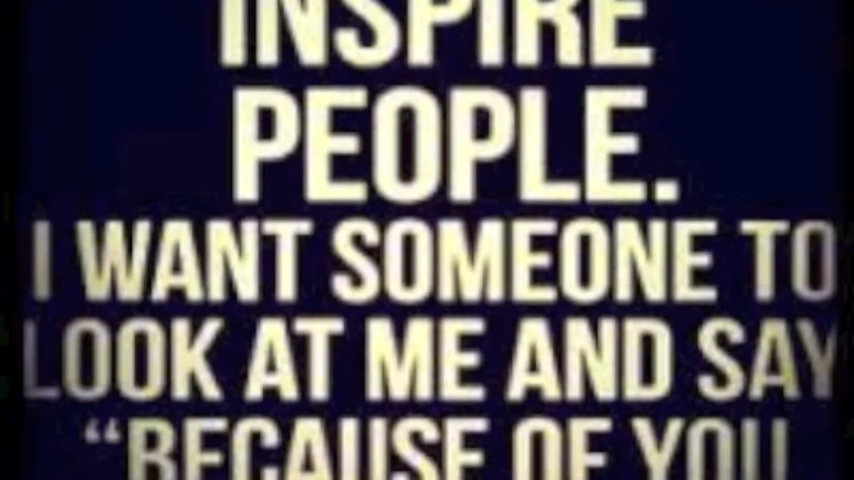 INSPIRE
PEOPLE.
I WANT SOMEONE TO
LOOK AT ME AND SAY
“BECAUSE OF YOU